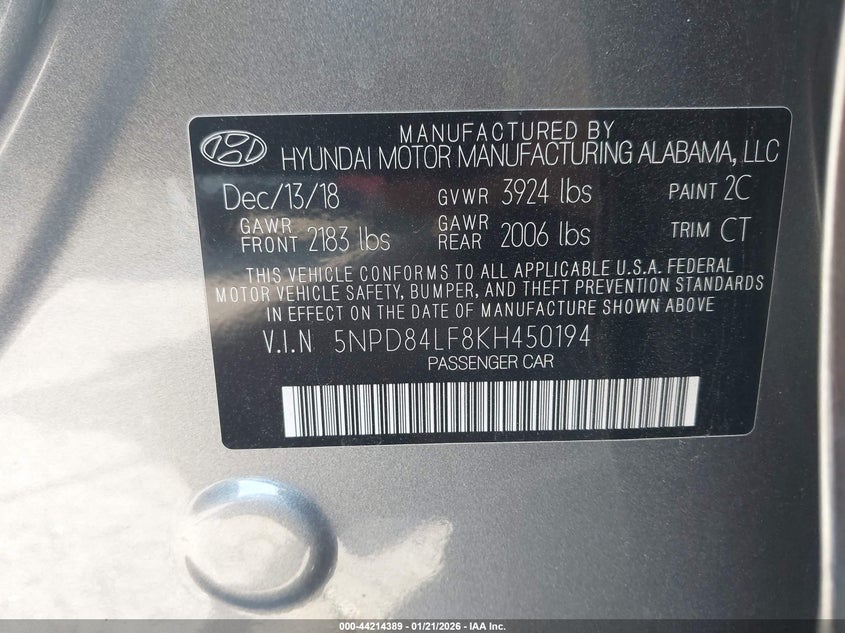 MANUFACTURED BY
HYUNDAI MOTOR MANUFACTURING ALABAMA, LLC
Dec/13/18 GVWR 3924 lbs PAINT 2C
GAWR FRONT 2183 lbs GAWR REAR 2006 lbs TRIM CT
THIS VEHICLE CONFORMS TO ALL APPLICABLE U.S.A. FEDERAL
MOTOR VEHICLE SAFETY, BUMPER, AND THEFT PREVENTION STANDARDS
IN EFFECT ON THE DATE OF MANUFACTURE SHOWN ABOVE
V.I.N 5NPD84LF8KH450194
PASSENGER CAR
000-44214389 - 01/21/2026 - IAA Inc.